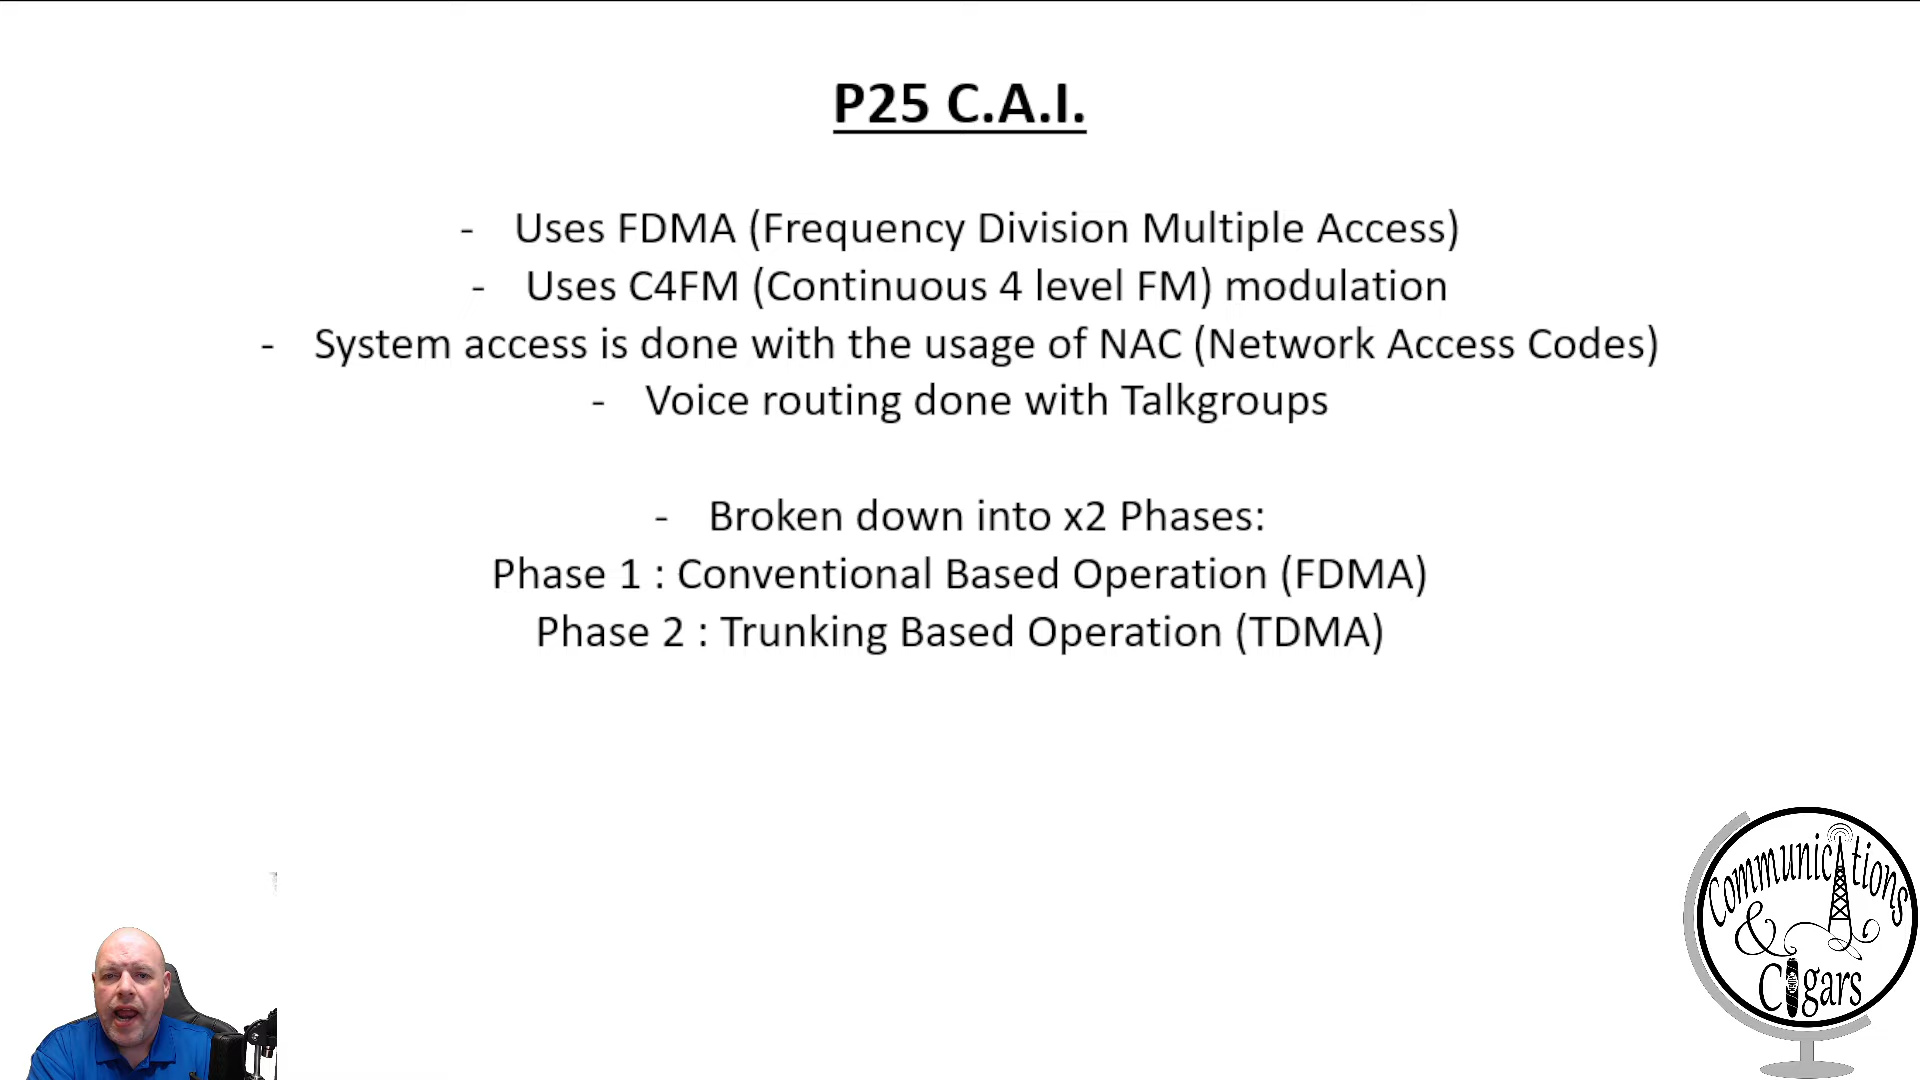 P25 C.A.I.
- Uses FDMA (Frequency Division Multiple Access)
- Uses C4FM (Continuous 4 level FM) modulation
- System access is done with the usage of NAC (Network Access Codes)
- Voice routing done with Talkgroups
- Broken down into x2 Phases:
Phase 1 : Conventional Based Operation (FDMA)
Phase 2 : Trunking Based Operation (TDMA)
Communications
&
Cigars